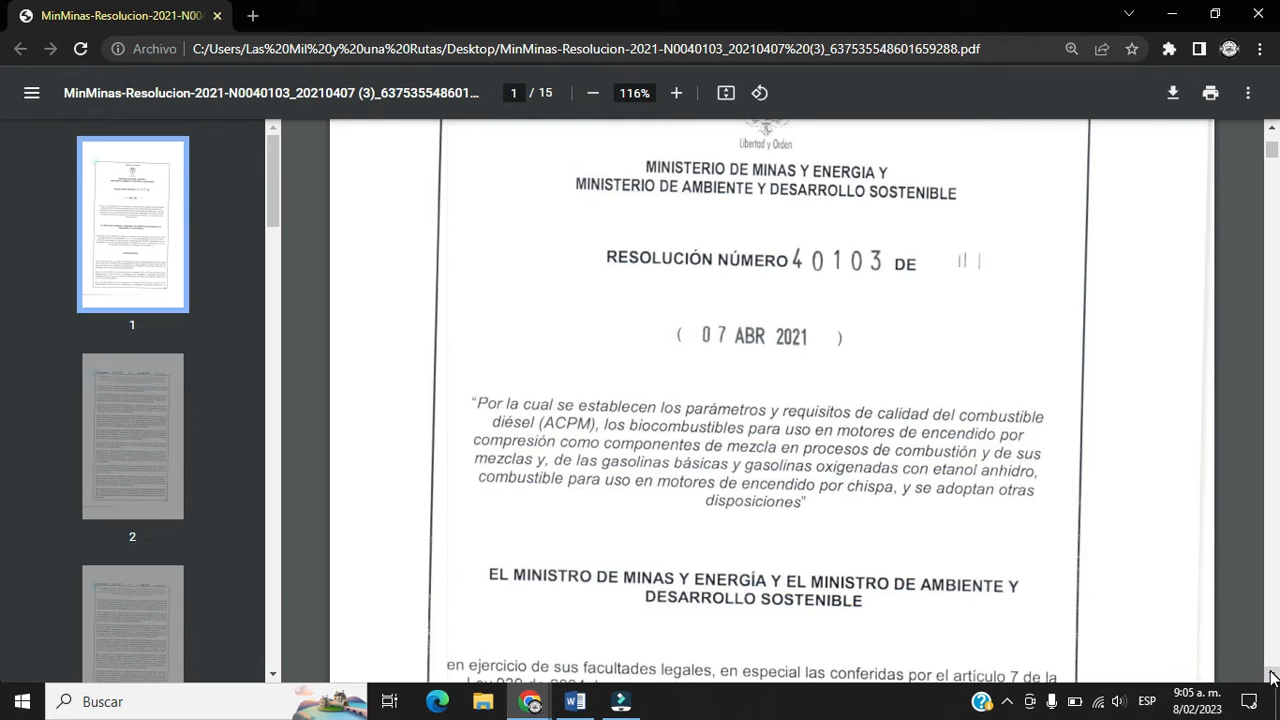 MinMinas-Resolucion-2021-N004
Archivo C:/Users/Las%20Mil%20y%20una%20Rutas/Desktop/MinMinas-Resolucion-2021-N0040103_20210407%20(3)_637535548601659288.pdf
MinMinas-Resolucion-2021-N0040103_20210407 (3)_637535548601... 1 / 15 116%
Libertad y Orden
MINISTERIO DE MINAS Y ENERGIA Y
MINISTERIO DE AMBIENTE Y DESARROLLO SOSTENIBLE
RESOLUCIÓN NÚMERO 40103 DE
( 07 ABR 2021 )
"Por la cual se establecen los parámetros y requisitos de calidad del combustible
diésel (ACPM), los biocombustibles para uso en motores de encendido por
compresión como componentes de mezcla en procesos de combustión y de sus
mezclas y, de las gasolinas básicas y gasolinas oxigenadas con etanol anhidro,
combustible para uso en motores de encendido por chispa, y se adoptan otras
disposiciones"
EL MINISTRO DE MINAS Y ENERGÍA Y EL MINISTRO DE AMBIENTE Y
DESARROLLO SOSTENIBLE
en ejercicio de sus facultades legales, en especial las conferidas por el artículo 7 de la
1
2
Buscar
ESP
9:05 a. m.
8/02/2023